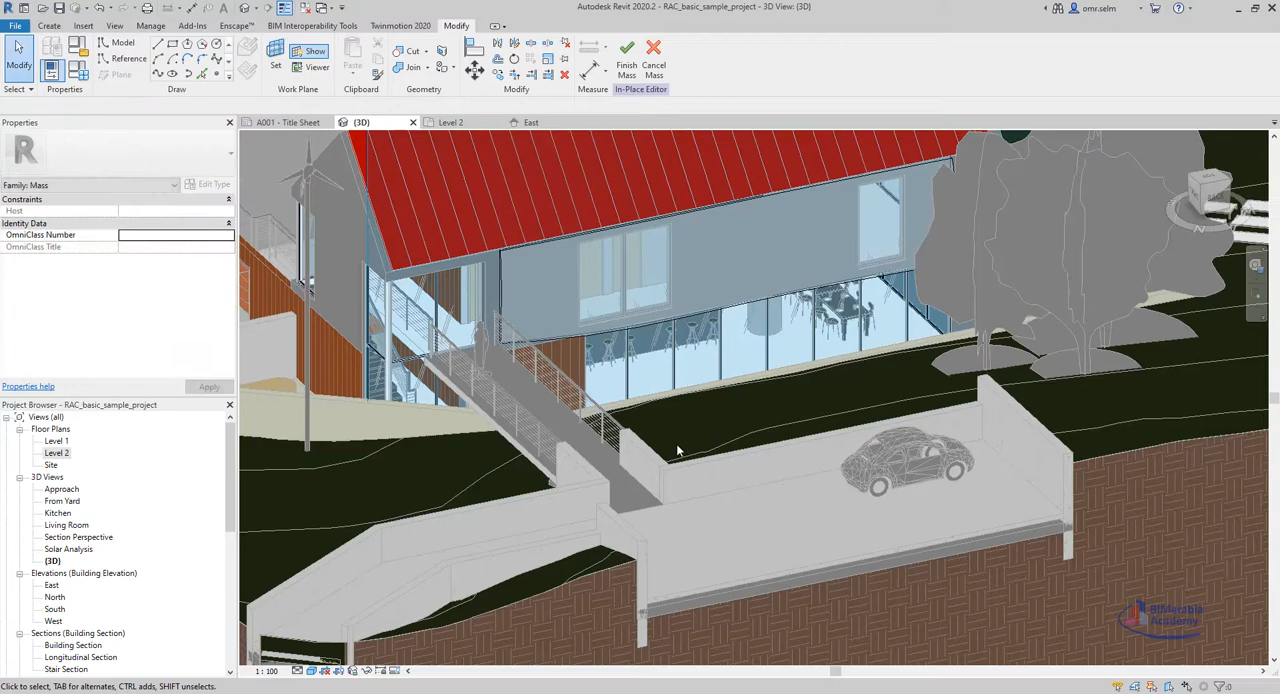 Autodesk Revit 2020.2 - RAC_basic_sample_project - 3D View: {3D}
omr.selm
File
Create
Insert
View
Manage
Add-Ins
Enscape™
BIM Interoperability Tools
Twinmotion 2020
Modify
Modify
Model
Reference
Plane
Set
Show
Viewer
Paste
Cut
Join
Finish
Mass
Cancel
Mass
Select
Properties
Draw
Work Plane
Clipboard
Geometry
Modify
Measure
In-Place Editor
Properties
A001 - Title Sheet
{3D}
Level 2
East
Family: Mass
Edit Type
Constraints
Host
Identity Data
OmniClass Number
OmniClass Title
Properties help
Apply
Project Browser - RAC_basic_sample_project
Views (all)
Floor Plans
Level 1
Level 2
Site
3D Views
Approach
From Yard
Kitchen
Living Room
Section Perspective
Solar Analysis
{3D}
Elevations (Building Elevation)
East
North
South
West
Sections (Building Section)
Building Section
Longitudinal Section
Stair Section
N
BIMarabia
Academy
1 : 100
Click to select, TAB for alternates, CTRL adds, SHIFT unselects.
:0